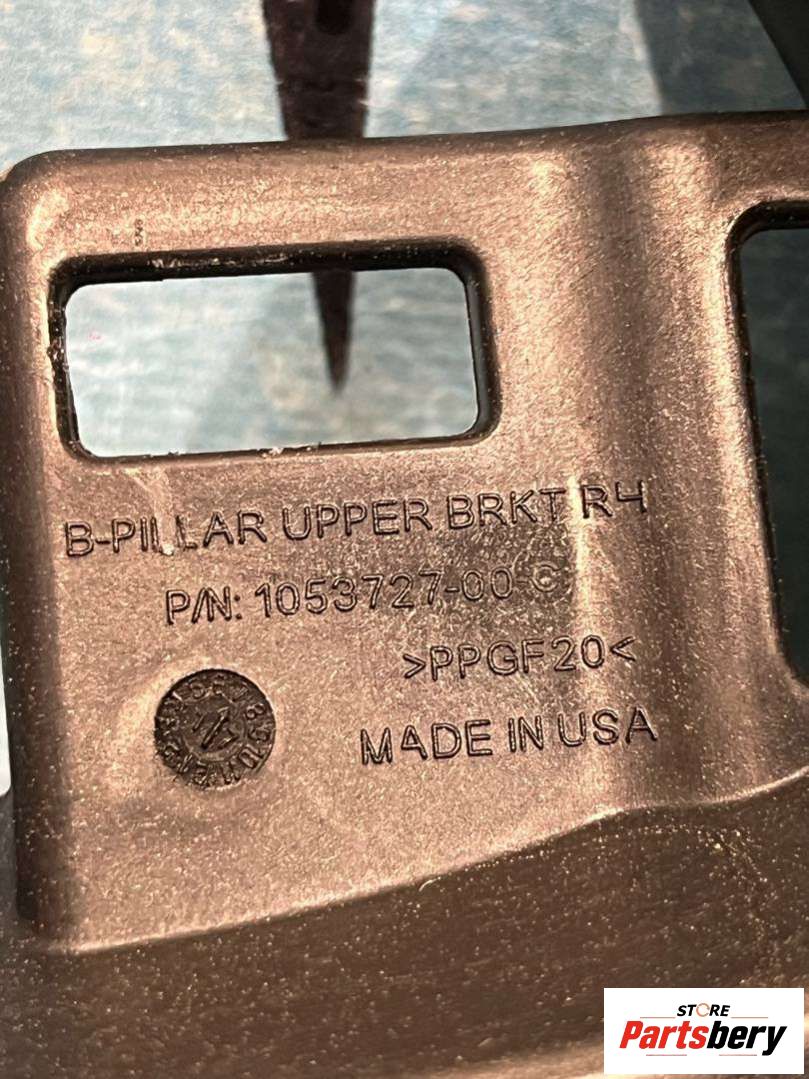 B-PILLAR UPPER BRKT RH
P/N: 1053727-00-C
>PPGF20<
MADE IN USA
STORE
Partsbery